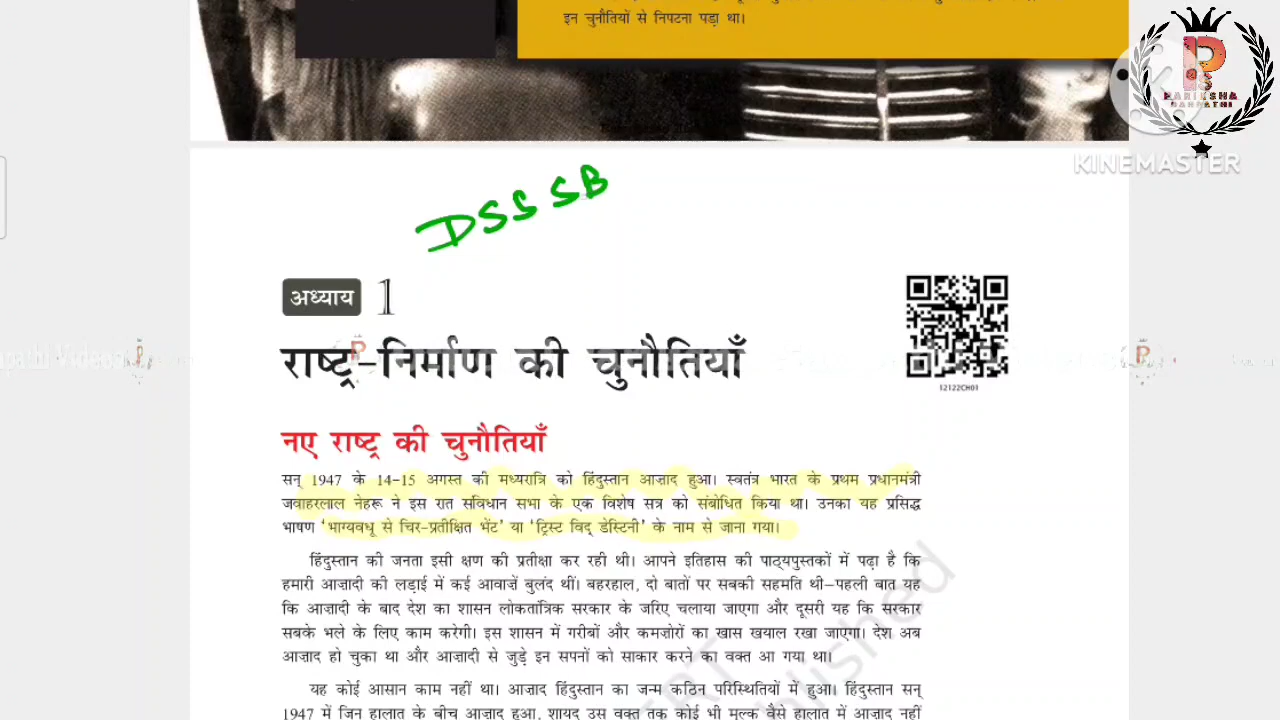 इन चुनौतियों से निपटना पड़ा था।
PARIKSHA
SARPATHI
KINEMASTER
DSSSB
अध्याय 1
राष्ट्र-निर्माण की चुनौतियाँ
12122CH01
नए राष्ट्र की चुनौतियाँ
सन् 1947 के 14-15 अगस्त की मध्यरात्रि को हिंदुस्तान आज़ाद हुआ। स्वतंत्र भारत के प्रथम प्रधानमंत्री
जवाहरलाल नेहरू ने इस रात संविधान सभा के एक विशेष सत्र को संबोधित किया था। उनका यह प्रसिद्ध
भाषण 'भाग्यवधू से चिर-प्रतीक्षित भेंट' या 'ट्रिस्ट विद् डेस्टिनी' के नाम से जाना गया।
हिंदुस्तान की जनता इसी क्षण की प्रतीक्षा कर रही थी। आपने इतिहास की पाठ्यपुस्तकों में पढ़ा है कि
हमारी आज़ादी की लड़ाई में कई आवाज़ें बुलंद थीं। बहरहाल, दो बातों पर सबकी सहमति थी–पहली बात यह
कि आज़ादी के बाद देश का शासन लोकतांत्रिक सरकार के जरिए चलाया जाएगा और दूसरी यह कि सरकार
सबके भले के लिए काम करेगी। इस शासन में गरीबों और कमज़ोरों का खास खयाल रखा जाएगा। देश अब
आज़ाद हो चुका था और आज़ादी से जुड़े इन सपनों को साकार करने का वक्त आ गया था।
यह कोई आसान काम नहीं था। आज़ाद हिंदुस्तान का जन्म कठिन परिस्थितियों में हुआ। हिंदुस्तान सन्
1947 में जिन हालात के बीच आज़ाद हुआ, शायद उस वक्त तक कोई भी मुल्क वैसे हालात में आज़ाद नहीं